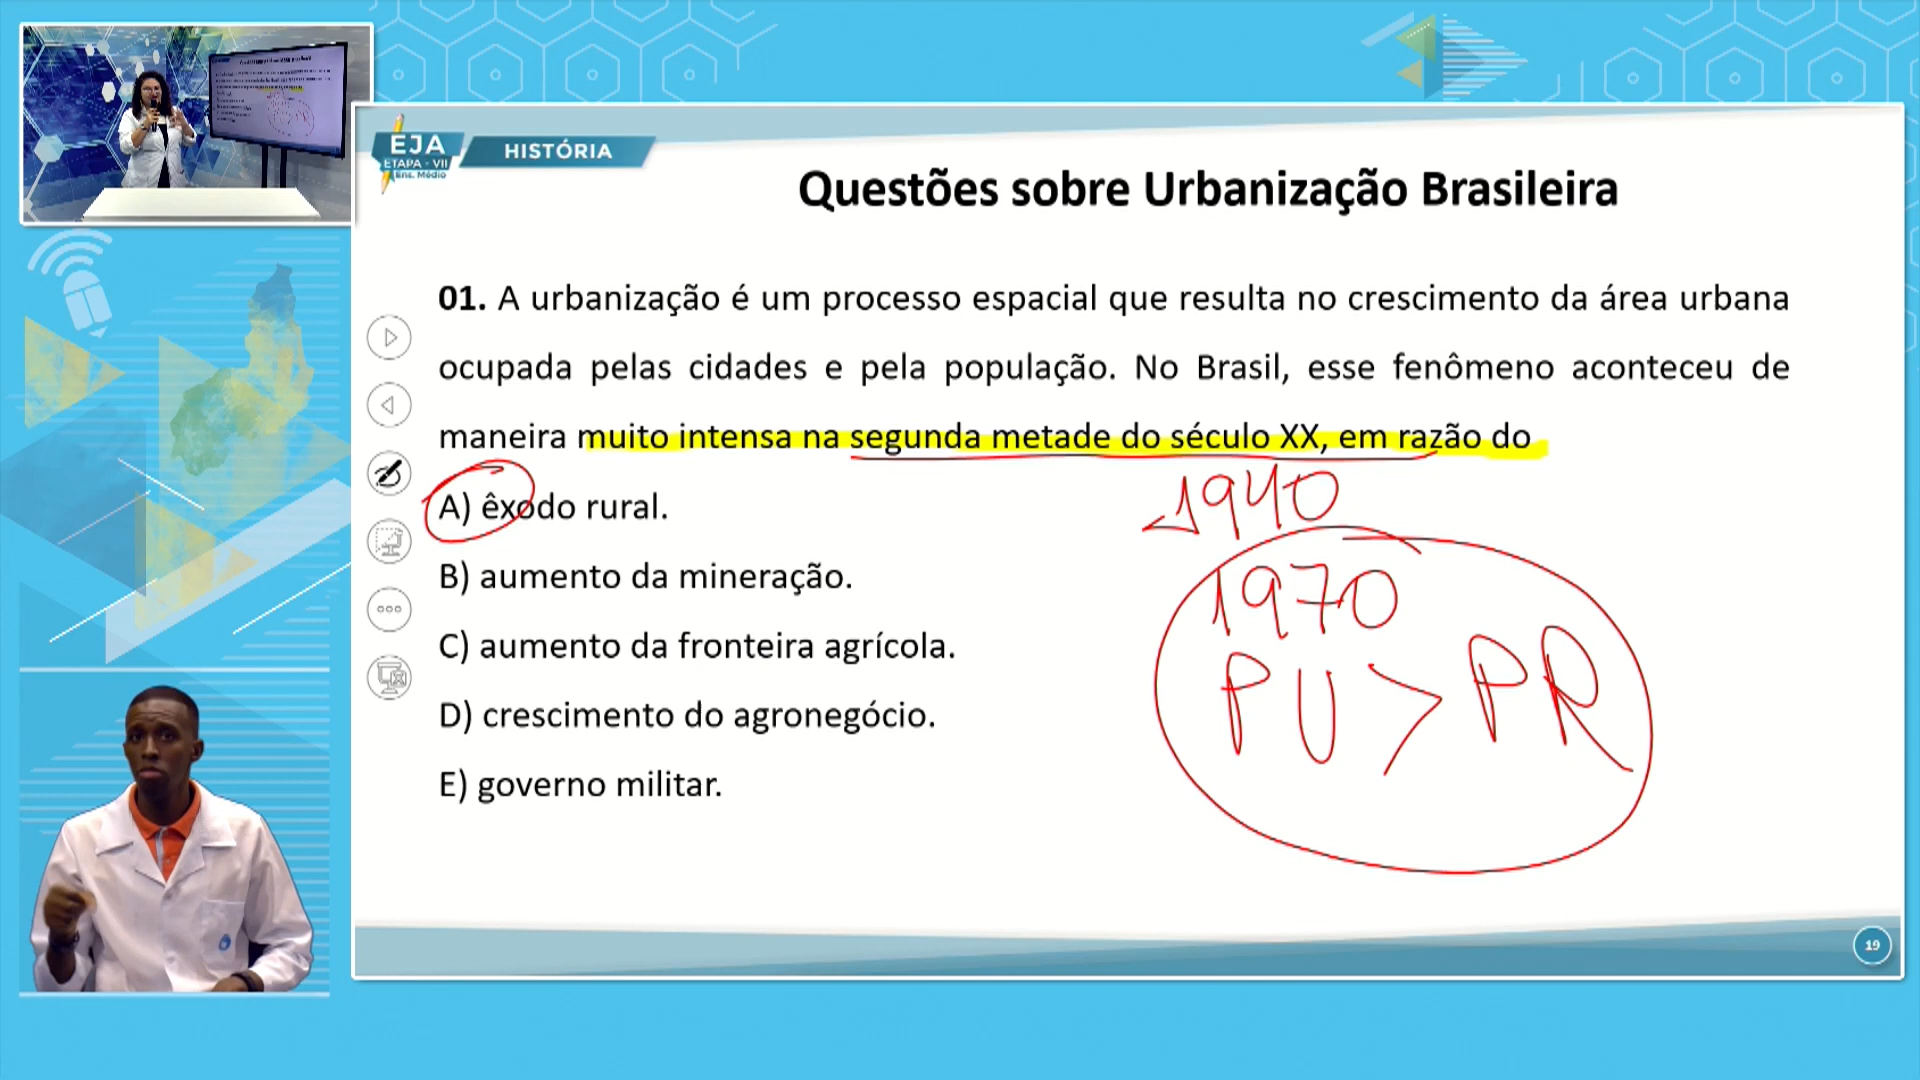 EJA
ETAPA - VII
Ens. Médio
HISTÓRIA
Questões sobre Urbanização Brasileira
01. A urbanização é um processo espacial que resulta no crescimento da área urbana
ocupada pelas cidades e pela população. No Brasil, esse fenômeno aconteceu de
maneira muito intensa na segunda metade do século XX, em razão do
A) êxodo rural.
B) aumento da mineração.
C) aumento da fronteira agrícola.
D) crescimento do agronegócio.
E) governo militar.
1940
1970
PU > PR
19